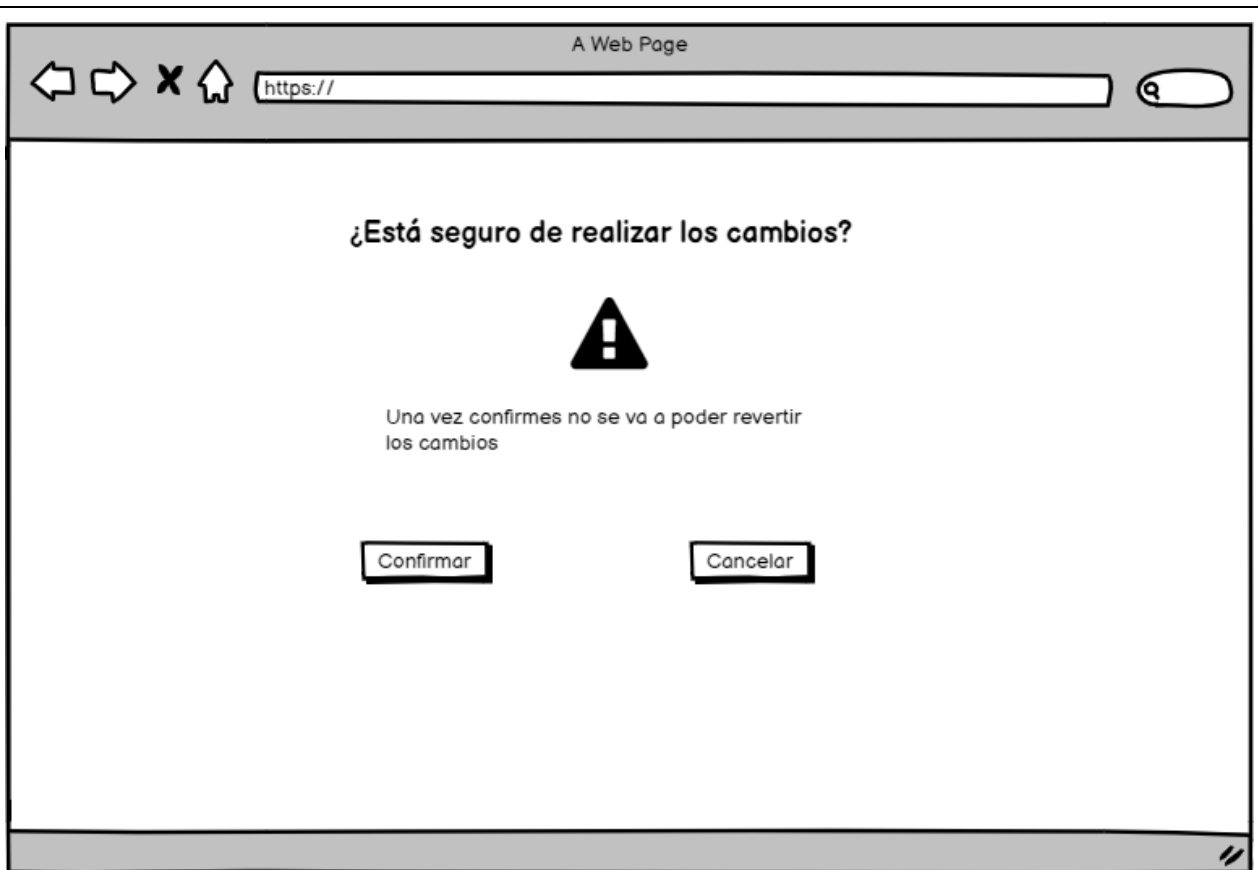 A Web Page
https://
¿Está seguro de realizar los cambios?
Una vez confirmes no se va a poder revertir
los cambios
Confirmar
Cancelar